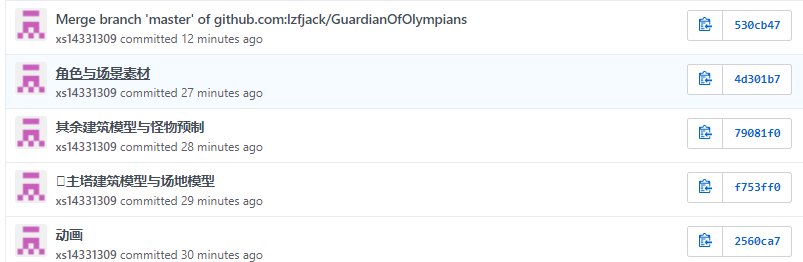 Merge branch 'master' of github.com:lzfjack/GuardianOfOlympians
xs14331309 committed 12 minutes ago
530cb47
角色与场景素材
xs14331309 committed 27 minutes ago
4d301b7
其余建筑模型与怪物预制
xs14331309 committed 28 minutes ago
79081f0
主塔建筑模型与场地模型
xs14331309 committed 29 minutes ago
f753ff0
动画
xs14331309 committed 30 minutes ago
2560ca7